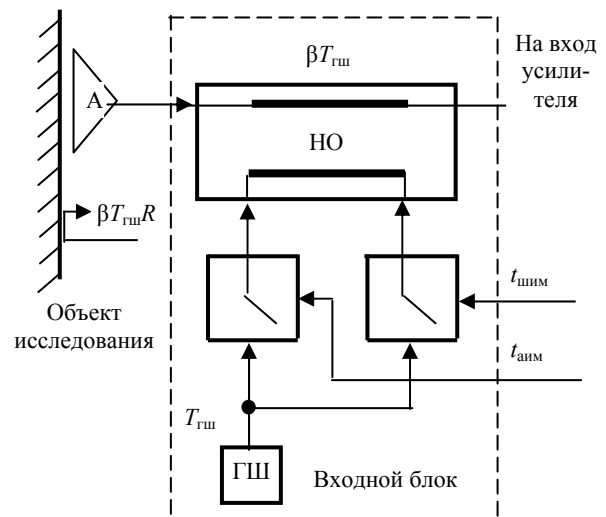 На вход
усили-
теля
βTгш
А
НО
βTгшR
Объект
исследования
tшим
tаим
Tгш
ГШ
Входной блок